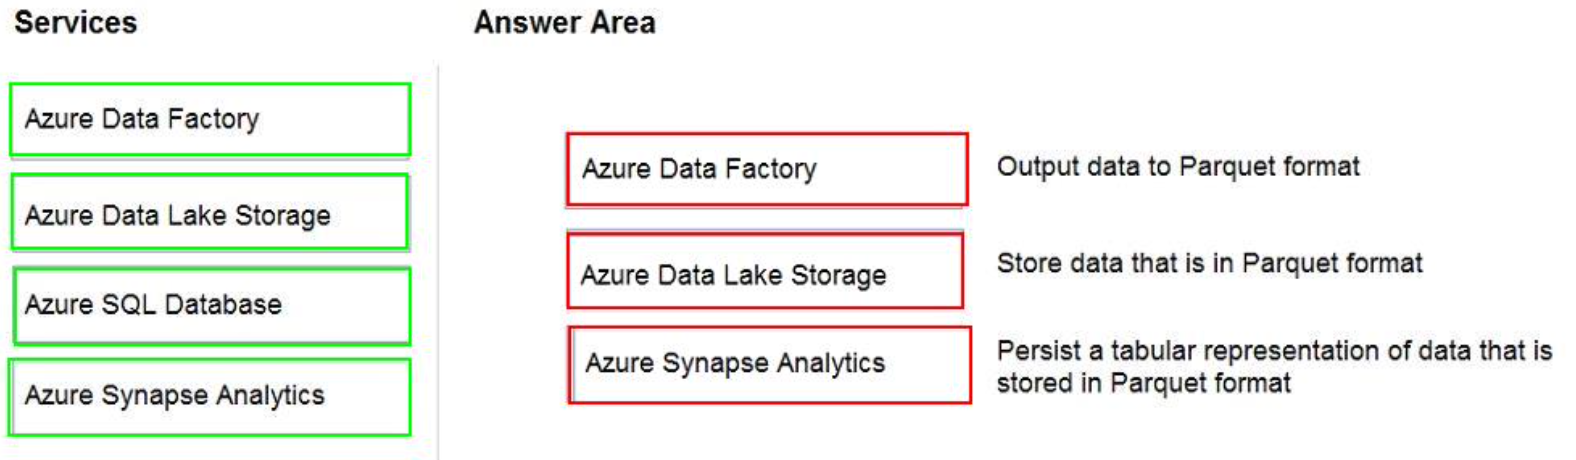 Services
Answer Area
Azure Data Factory
Azure Data Lake Storage
Azure SQL Database
Azure Synapse Analytics
Azure Data Factory
Output data to Parquet format
Azure Data Lake Storage
Store data that is in Parquet format
Azure Synapse Analytics
Persist a tabular representation of data that is
stored in Parquet format